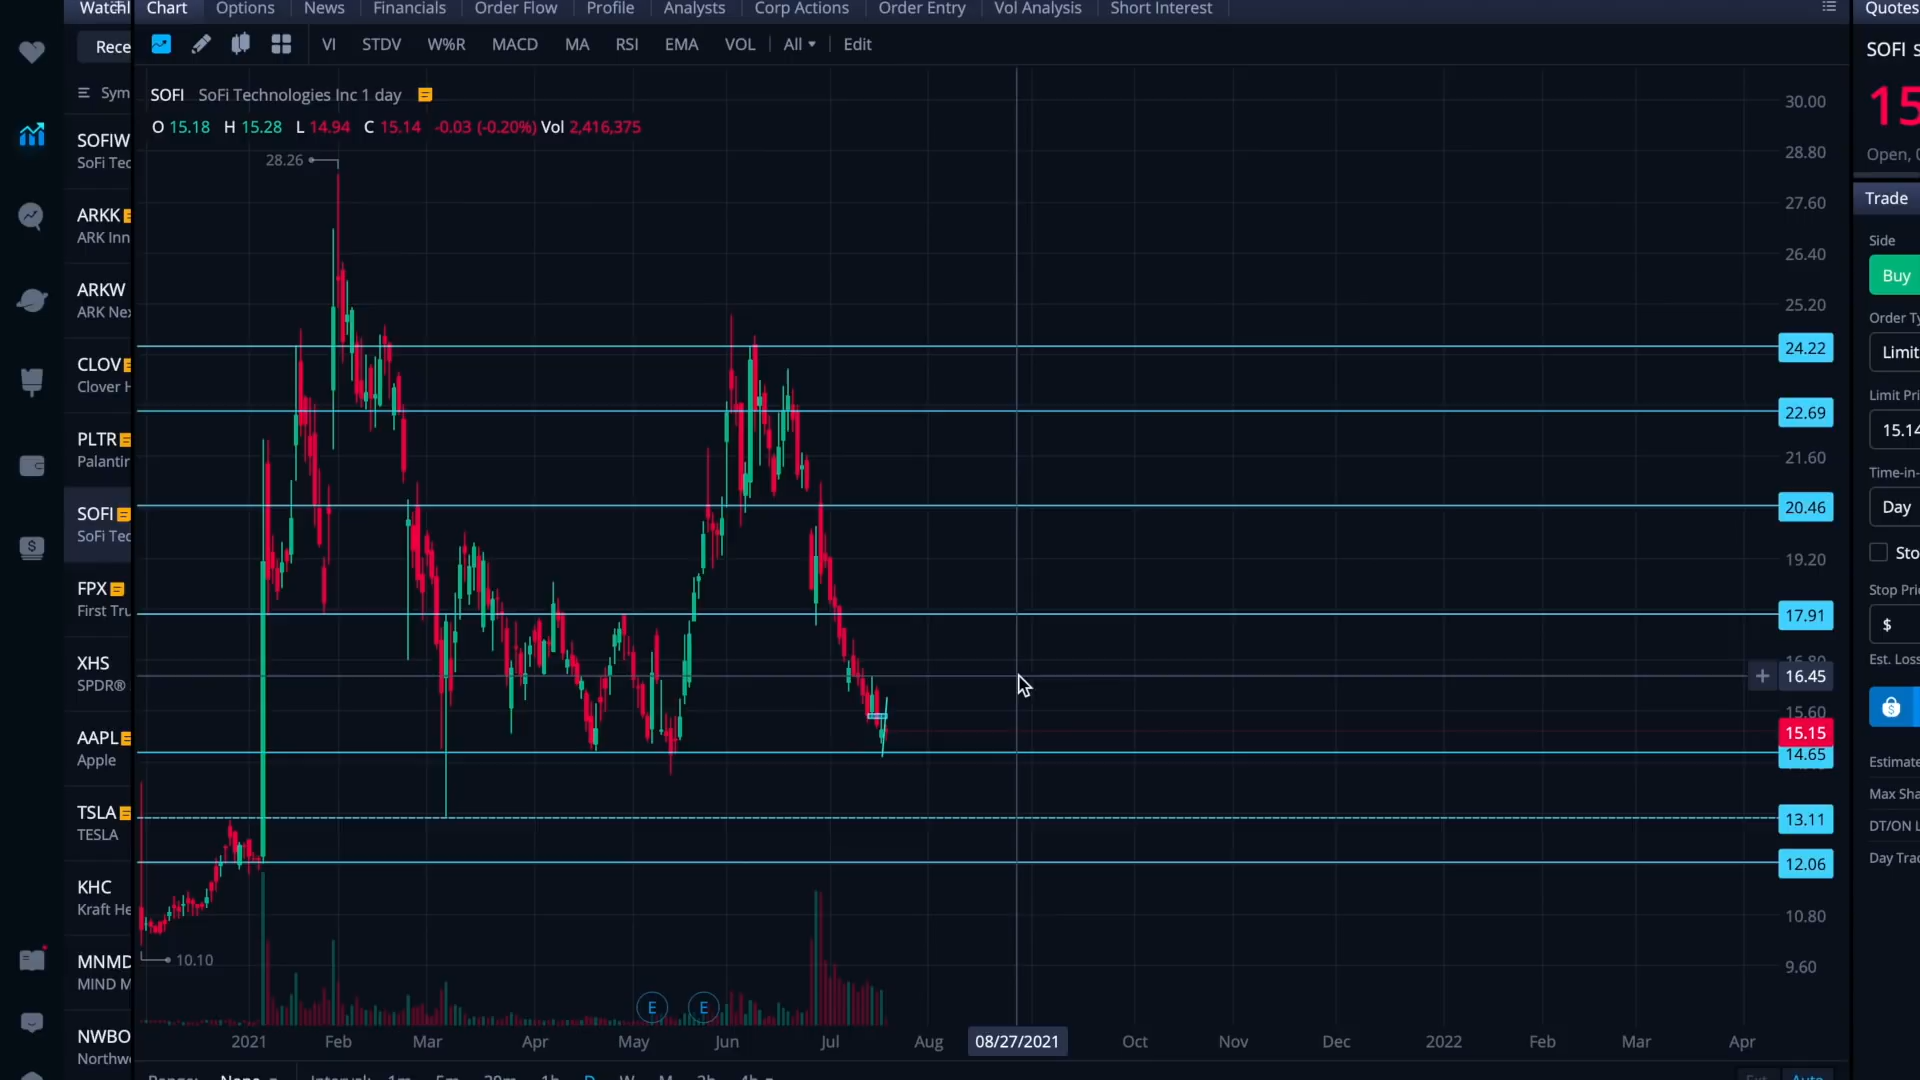 Chart Options News Financials Order Flow Profile Analysts Corp Actions Order Entry Vol Analysis Short Interest Quotes
Rece
VI STDV W%R MACD MA RSI EMA VOL All Edit
SOFI
Sym
SOFI SoFi Technologies Inc 1 day
O 15.18 H 15.28 L 14.94 C 15.14 -0.03 (-0.20%) Vol 2,416,375
15
Open,
Trade
Side
Buy
Order Ty
Limit
Limit Pri
15.14
Time-in-
Day
Sto
Stop Pric
$
Est. Loss
Estimate
Max Sha
DT/ON L
Day Trad
SOFIW
SoFi Tec
ARKK
ARK Inn
ARKW
ARK Nex
CLOV
Clover H
PLTR
Palantir
SOFI
SoFi Tec
FPX
First Tru
XHS
SPDR®
AAPL
Apple
TSLA
TESLA
KHC
Kraft He
MNMD
MIND M
NWBO
Northwe
28.26
10.10
30.00
28.80
27.60
26.40
25.20
24.22
22.69
21.60
20.46
19.20
17.91
16.80
16.45
15.60
15.15
14.65
13.11
12.06
10.80
9.60
E E
2021 Feb Mar Apr May Jun Jul Aug 08/27/2021 Oct Nov Dec 2022 Feb Mar Apr